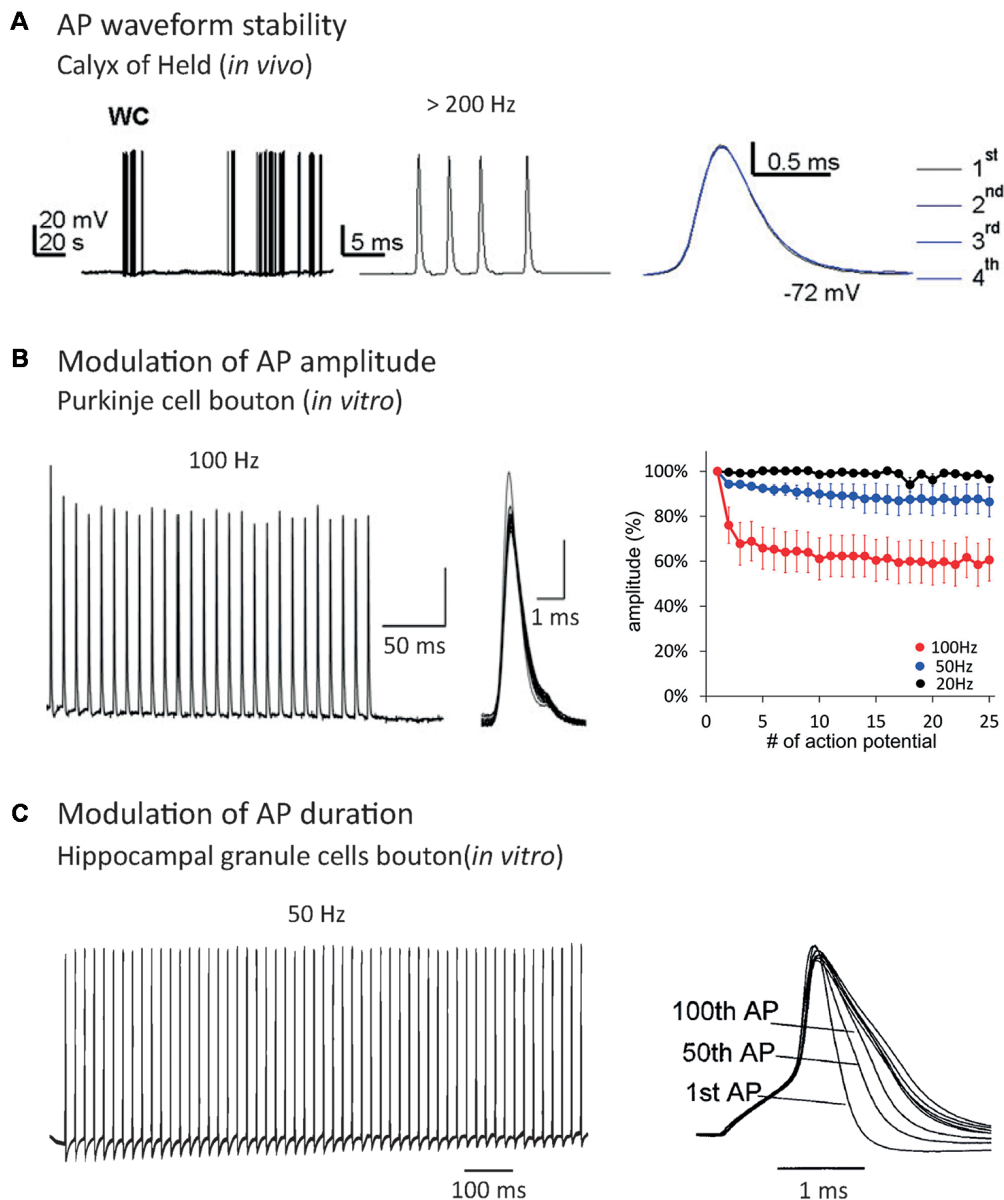 A AP waveform stability
Calyx of Held (in vivo)
WC
> 200 Hz
20 mV
20 s
5 ms
0.5 ms
-72 mV
1st
2nd
3rd
4th
B Modulation of AP amplitude
Purkinje cell bouton (in vitro)
100 Hz
50 ms
1 ms
amplitude (%)
100%
80%
60%
40%
20%
0%
100Hz
50Hz
20Hz
0 5 10 15 20 25
# of action potential
C Modulation of AP duration
Hippocampal granule cells bouton(in vitro)
50 Hz
100 ms
100th AP
50th AP
1st AP
1 ms